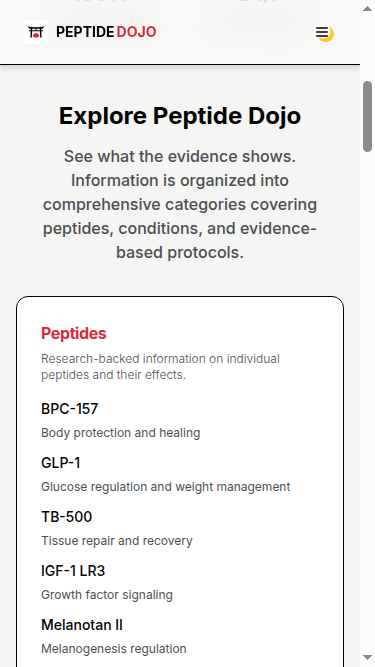 PEPTIDE DOJO
Explore Peptide Dojo
See what the evidence shows.
Information is organized into
comprehensive categories covering
peptides, conditions, and evidence-
based protocols.
Peptides
Research-backed information on individual
peptides and their effects.
BPC-157
Body protection and healing
GLP-1
Glucose regulation and weight management
TB-500
Tissue repair and recovery
IGF-1 LR3
Growth factor signaling
Melanotan II
Melanogenesis regulation